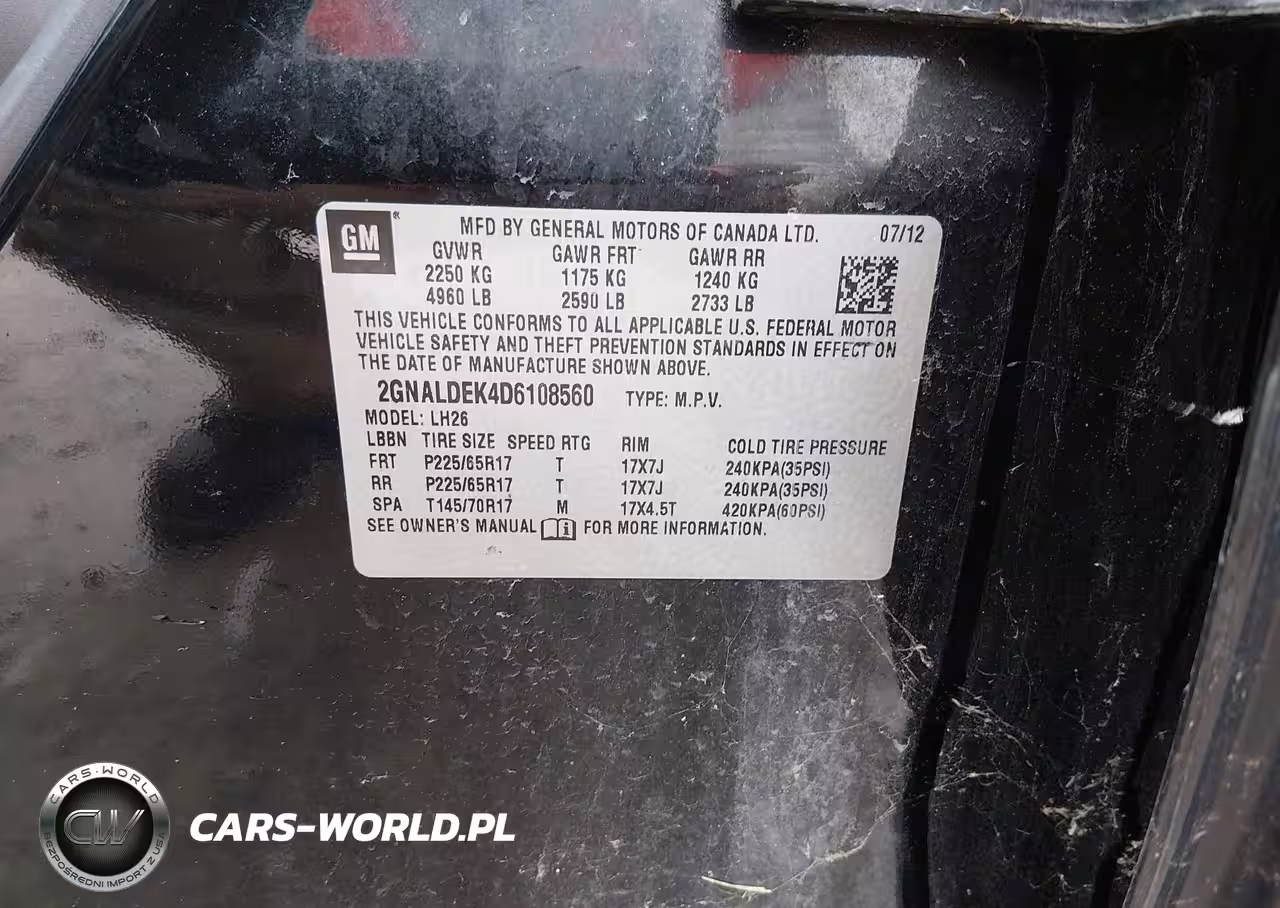 GM®
MFD BY GENERAL MOTORS OF CANADA LTD. 07/12
GVWR GAWR FRT GAWR RR
2250 KG 1175 KG 1240 KG
4960 LB 2590 LB 2733 LB
THIS VEHICLE CONFORMS TO ALL APPLICABLE U.S. FEDERAL MOTOR
VEHICLE SAFETY AND THEFT PREVENTION STANDARDS IN EFFECT ON
THE DATE OF MANUFACTURE SHOWN ABOVE.
2GNALDEK4D6108560 TYPE: M.P.V.
MODEL: LH26
LBBN TIRE SIZE SPEED RTG RIM COLD TIRE PRESSURE
FRT P225/65R17 T 17X7J 240KPA(35PSI)
RR P225/65R17 T 17X7J 240KPA(35PSI)
SPA T145/70R17 M 17X4.5T 420KPA(60PSI)
SEE OWNER'S MANUAL FOR MORE INFORMATION.
CARS-WORLD
CW
BEZPOŚREDNI IMPORT Z USA
CARS-WORLD.PL